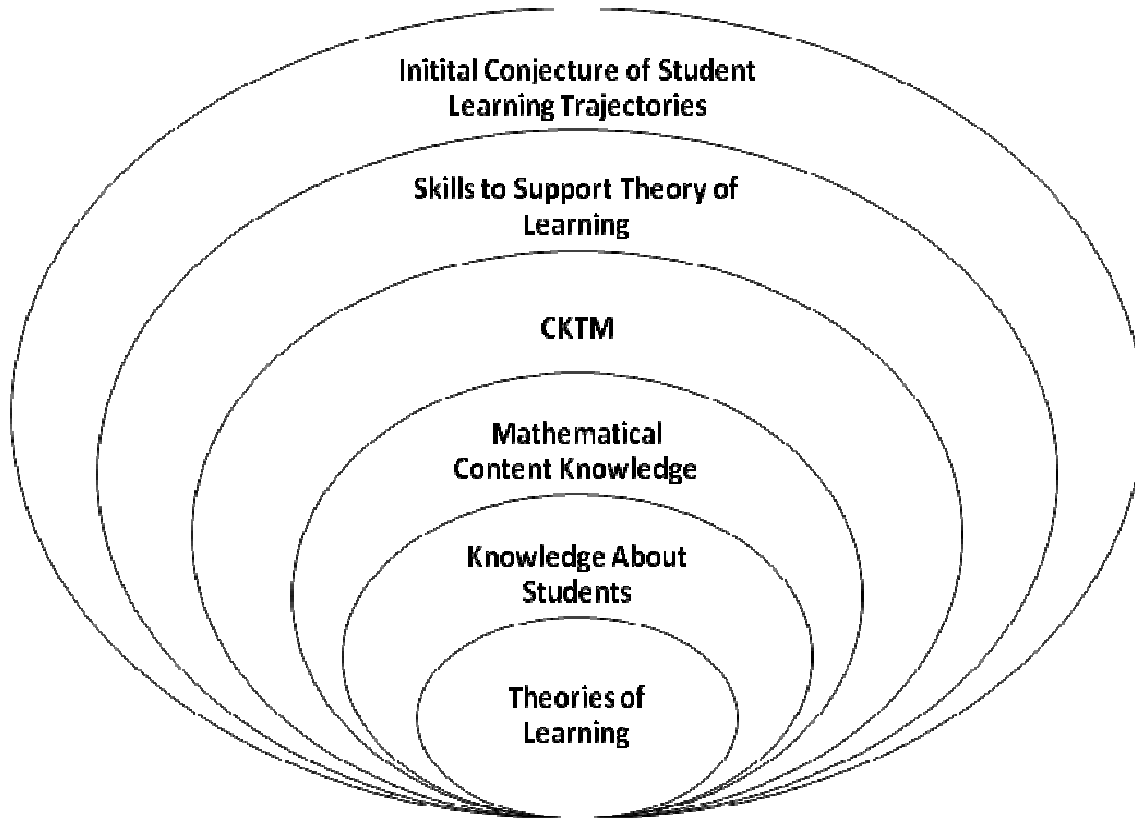 Initital Conjecture of Student
Learning Trajectories
Skills to Support Theory of
Learning
CKTM
Mathematical
Content Knowledge
Knowledge About
Students
Theories of
Learning